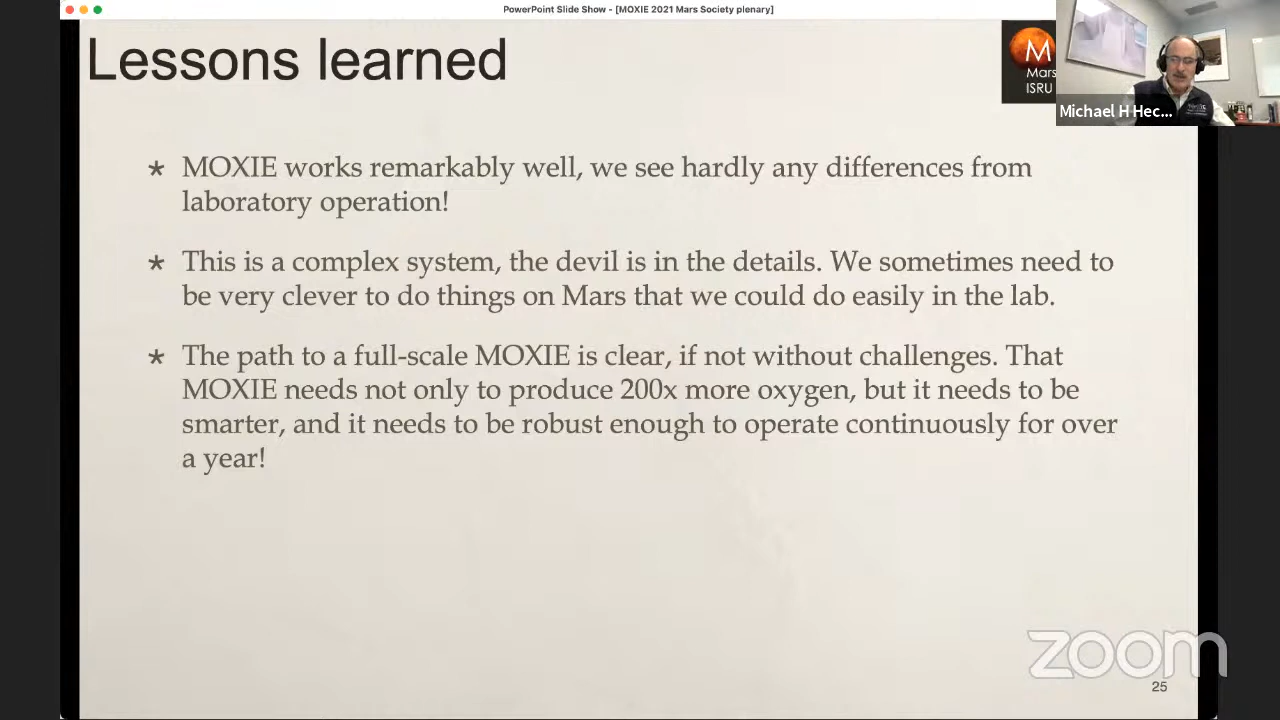 PowerPoint Slide Show - [MOXIE 2021 Mars Society plenary]
Lessons learned
M
Mars
ISRU
Michael H Hec...
* MOXIE works remarkably well, we see hardly any differences from
laboratory operation!
* This is a complex system, the devil is in the details. We sometimes need to
be very clever to do things on Mars that we could do easily in the lab.
* The path to a full-scale MOXIE is clear, if not without challenges. That
MOXIE needs not only to produce 200x more oxygen, but it needs to be
smarter, and it needs to be robust enough to operate continuously for over
a year!
zoom
25